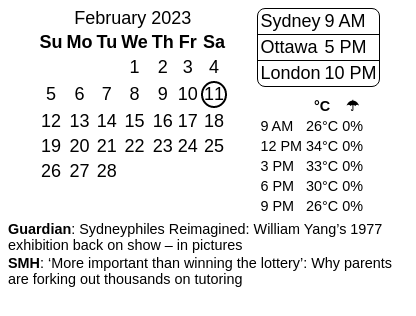 February 2023
Su Mo Tu We Th Fr Sa
1 2 3 4
5 6 7 8 9 10 11
12 13 14 15 16 17 18
19 20 21 22 23 24 25
26 27 28
Sydney 9 AM
Ottawa 5 PM
London 10 PM
°C ☂
9 AM 26°C 0%
12 PM 34°C 0%
3 PM 33°C 0%
6 PM 30°C 0%
9 PM 26°C 0%
Guardian: Sydneyphiles Reimagined: William Yang’s 1977
exhibition back on show – in pictures
SMH: ‘More important than winning the lottery’: Why parents
are forking out thousands on tutoring